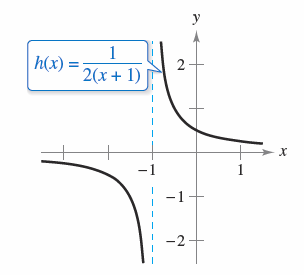 y
h(x) = 1
2(x + 1)
2
x
−1
1
−1
−2